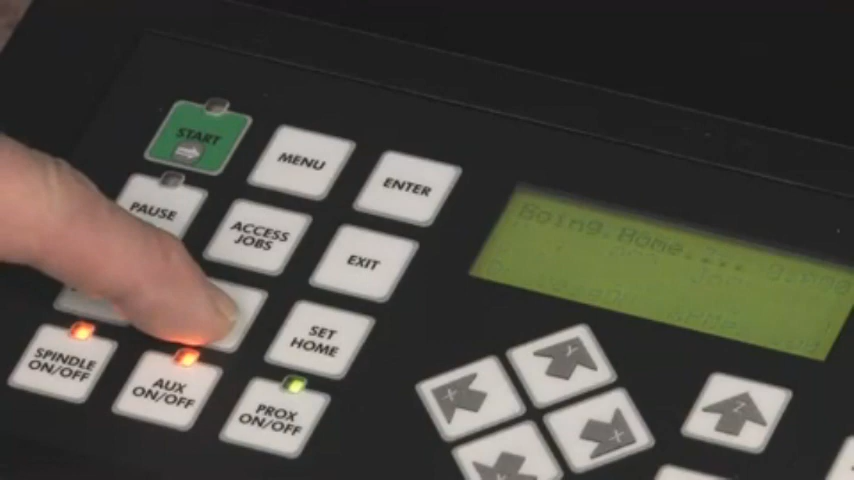 START
MENU
ENTER
PAUSE
ACCESS
JOBS
EXIT
SET
HOME
SPINDLE
ON/OFF
AUX
ON/OFF
PROX
ON/OFF
Going Home....
X
Y
X
Y
Z